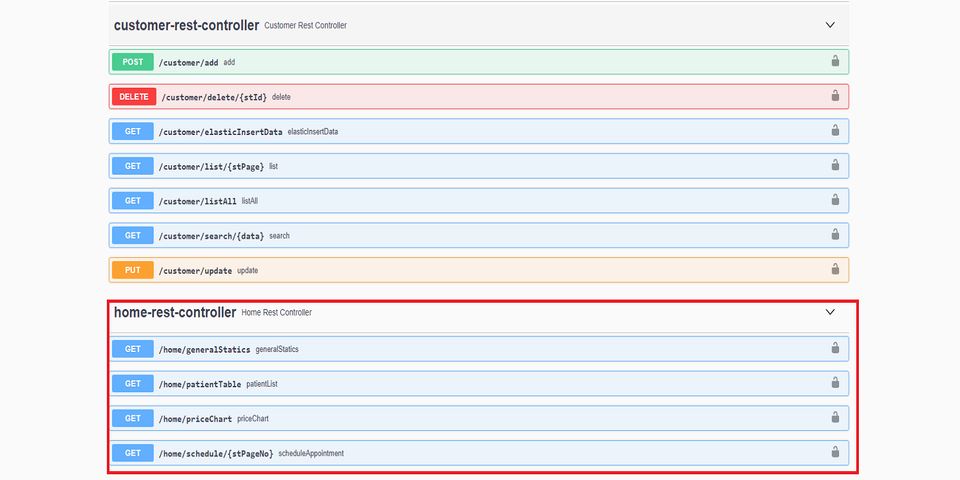 customer-rest-controller Customer Rest Controller
POST /customer/add add
DELETE /customer/delete/{stId} delete
GET /customer/elasticInsertData elasticInsertData
GET /customer/list/{stPage} list
GET /customer/listAll listAll
GET /customer/search/{data} search
PUT /customer/update update
home-rest-controller Home Rest Controller
GET /home/generalStatics generalStatics
GET /home/patientTable patientList
GET /home/priceChart priceChart
GET /home/schedule/{stPageNo} scheduleAppointment